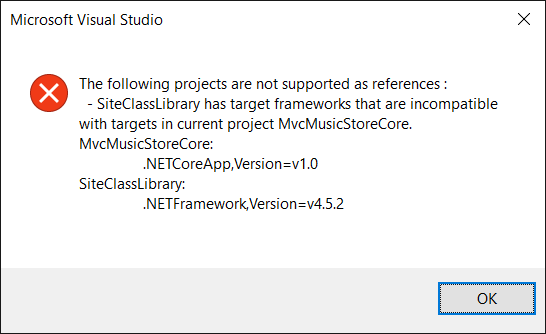 Microsoft Visual Studio
The following projects are not supported as references :
- SiteClassLibrary has target frameworks that are incompatible
with targets in current project MvcMusicStoreCore.
MvcMusicStoreCore:
.NETCoreApp,Version=v1.0
SiteClassLibrary:
.NETFramework,Version=v4.5.2
OK